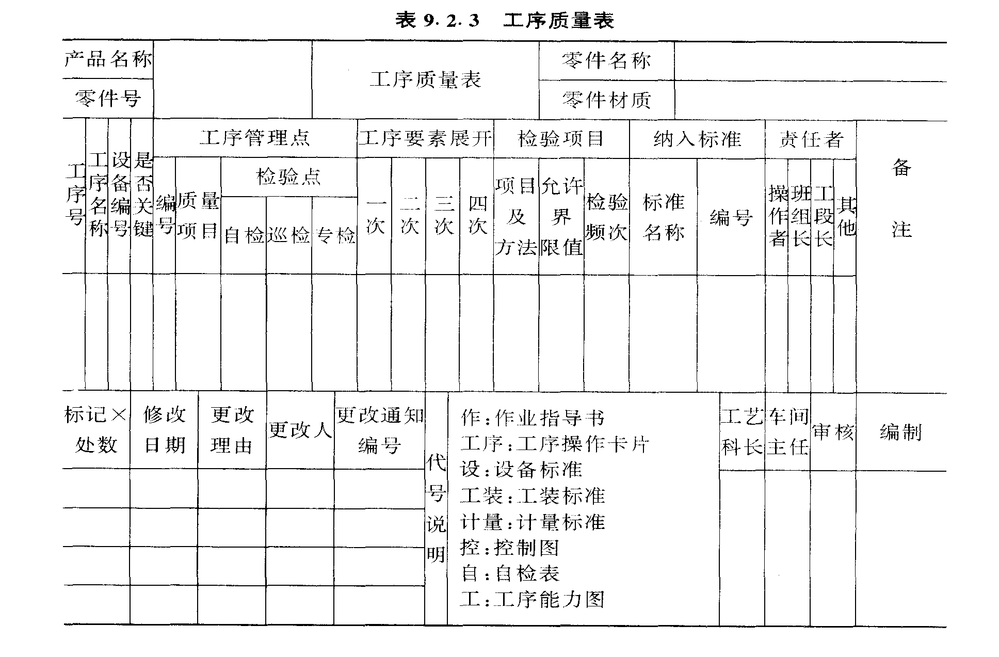 表 9.2.3 工序质量表
产品名称
工序质量表
零件名称
零件号
零件材质
工序号
工序名称
设备编号
是否关键
工序管理点
工序要素展开
检验项目
纳入标准
责任者
备注
编号
质量
项目
检验点
自检
巡检
专检
一次
二次
三次
四次
项目
及
方法
允许
界
限值
检验
频次
标准
名称
编号
操作者
班组长
工段长
其他
标记×
处数
修改
日期
更改
理由
更改人
更改通知
编号
代号说明
作:作业指导书
工序:工序操作卡片
设:设备标准
工装:工装标准
计量:计量标准
控:控制图
自:自检表
工:工序能力图
工艺
科长
车间
主任
审核
编制